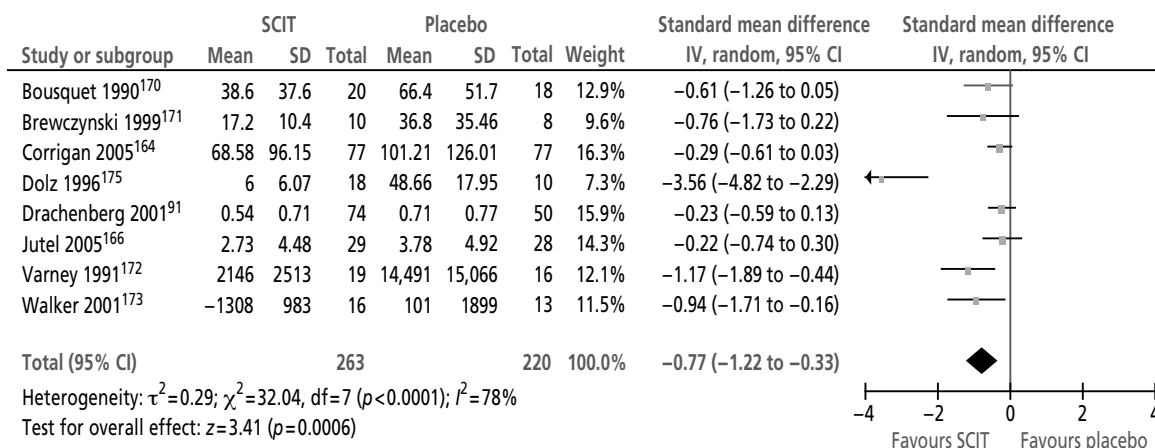 SCIT Placebo Standard mean difference Standard mean difference
Study or subgroup Mean SD Total Mean SD Total Weight IV, random, 95% CI IV, random, 95% CI
Bousquet 1990¹⁷⁰ 38.6 37.6 20 66.4 51.7 18 12.9% −0.61 (−1.26 to 0.05)
Brewczynski 1999¹⁷¹ 17.2 10.4 10 36.8 35.46 8 9.6% −0.76 (−1.73 to 0.22)
Corrigan 2005¹⁶⁴ 68.58 96.15 77 101.21 126.01 77 16.3% −0.29 (−0.61 to 0.03)
Dolz 1996¹⁷⁵ 6 6.07 18 48.66 17.95 10 7.3% −3.56 (−4.82 to −2.29)
Drachenberg 2001⁹¹ 0.54 0.71 74 0.71 0.77 50 15.9% −0.23 (−0.59 to 0.13)
Jutel 2005¹⁶⁶ 2.73 4.48 29 3.78 4.92 28 14.3% −0.22 (−0.74 to 0.30)
Varney 1991¹⁷² 2146 2513 19 14,491 15,066 16 12.1% −1.17 (−1.89 to −0.44)
Walker 2001¹⁷³ −1308 983 16 101 1899 13 11.5% −0.94 (−1.71 to −0.16)
Total (95% CI) 263 220 100.0% −0.77 (−1.22 to −0.33)
Heterogeneity: τ²=0.29; χ²=32.04, df=7 (p<0.0001); I²=78%
Test for overall effect: z=3.41 (p=0.0006)
−4 −2 0 2 4
Favours SCIT Favours placebo